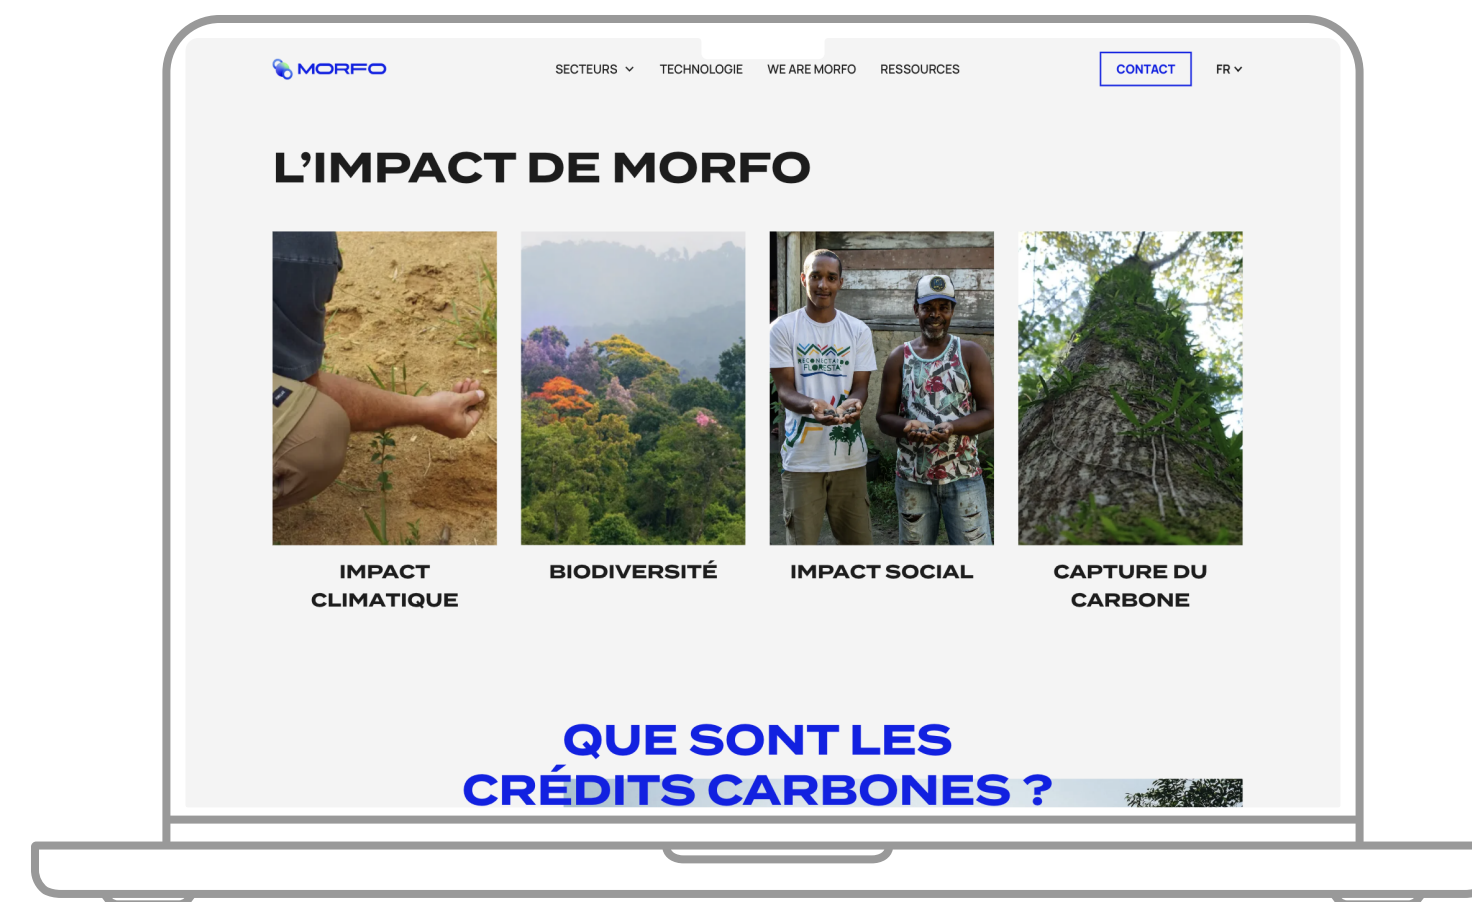 MORFO
SECTEURS
TECHNOLOGIE
WE ARE MORFO
RESSOURCES
CONTACT
FR
L’IMPACT DE MORFO
FLORESTA
IMPACT
CLIMATIQUE
BIODIVERSITÉ
IMPACT SOCIAL
CAPTURE DU
CARBONE
QUE SONT LES
CRÉDITS CARBONES ?